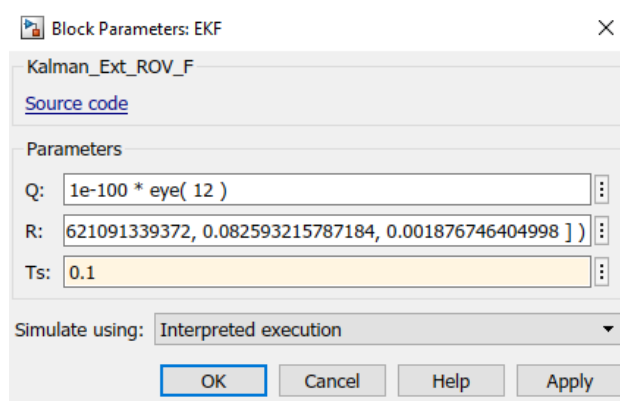 Block Parameters: EKF
Kalman_Ext_ROV_F
Source code
Parameters
Q: 1e-100 * eye( 12 )
R: 621091339372, 0.082593215787184, 0.001876746404998 ] )
Ts: 0.1
Simulate using: Interpreted execution
OK Cancel Help Apply